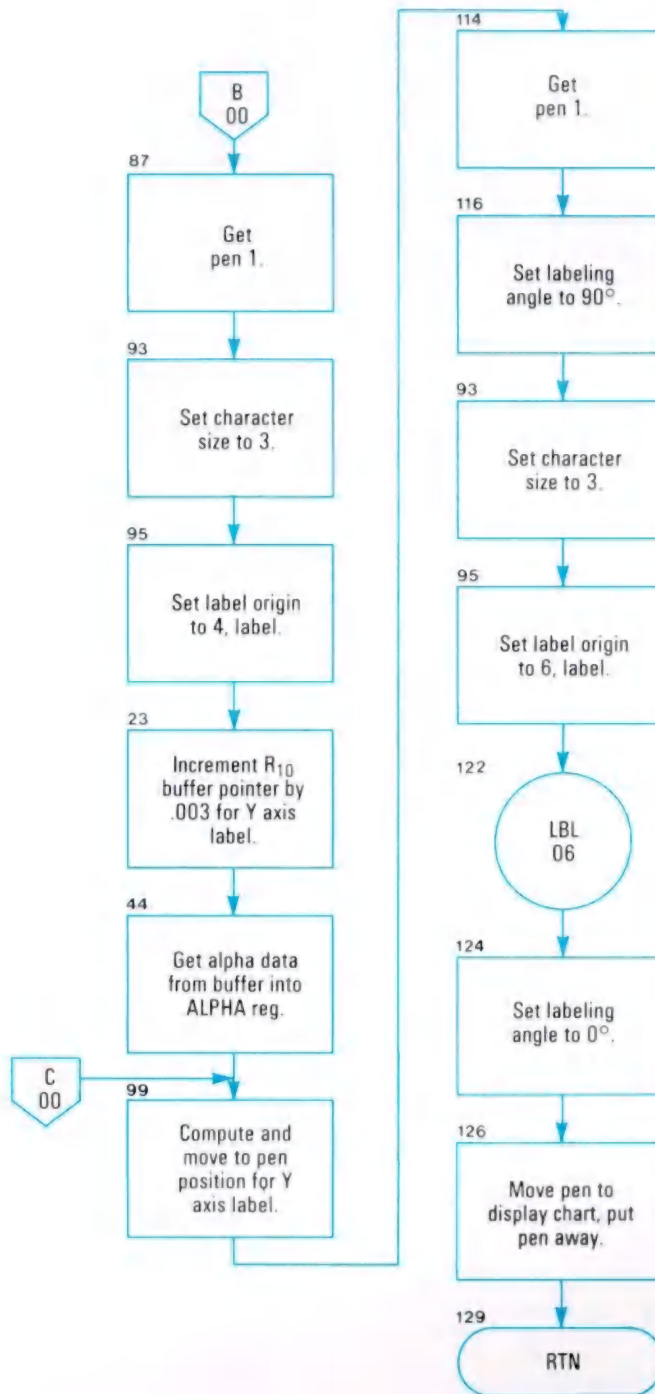 B
00
87
Get
pen 1.
93
Set character
size to 3.
95
Set label origin
to 4, label.
23
Increment R10
buffer pointer by
.003 for Y axis
label.
44
Get alpha data
from buffer into
ALPHA reg.
C
00
99
Compute and
move to pen
position for Y
axis label.
114
Get
pen 1.
116
Set labeling
angle to 90°.
93
Set character
size to 3.
95
Set label origin
to 6, label.
122
LBL
06
124
Set labeling
angle to 0°.
126
Move pen to
display chart, put
pen away.
129
RTN